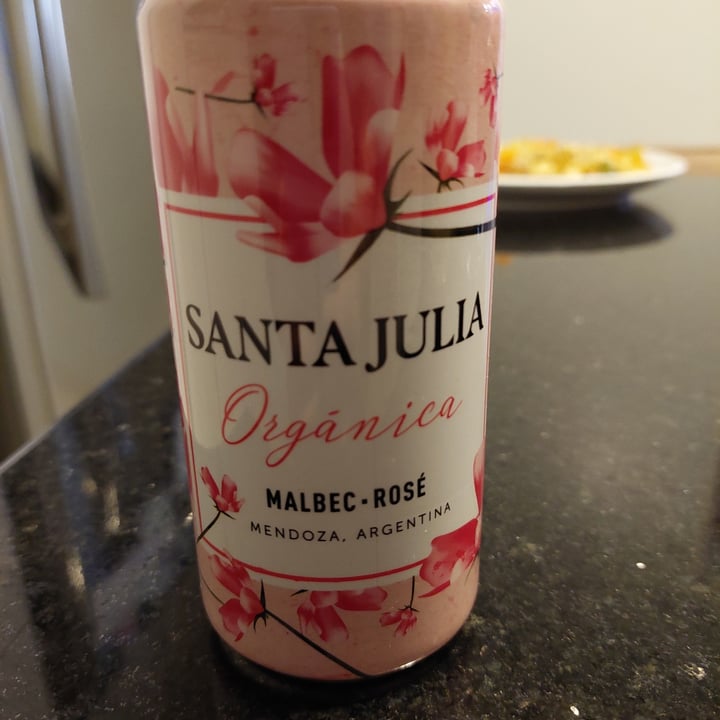 SANTA JULIA
Orgánica
MALBEC·ROSÉ
MENDOZA, ARGENTINA